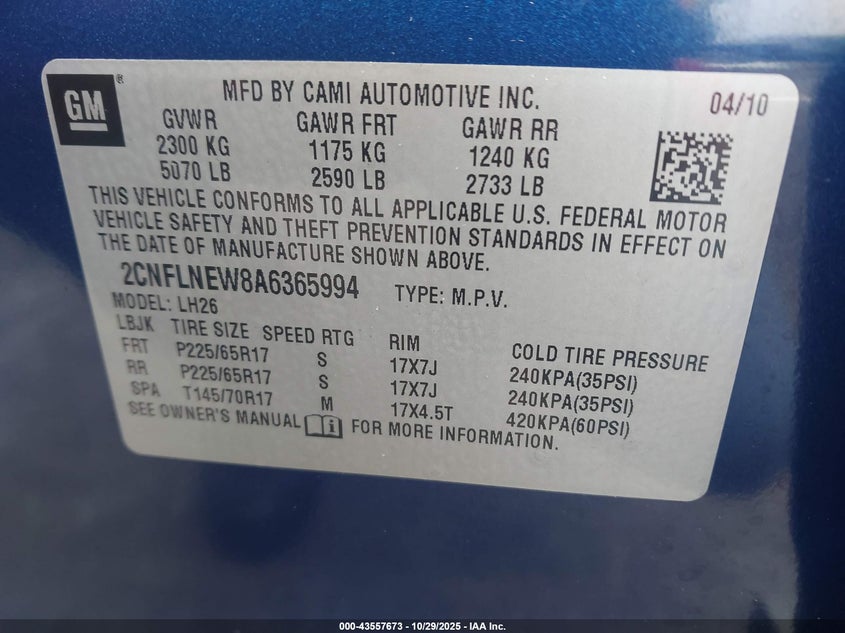 GM®
MFD BY CAMI AUTOMOTIVE INC.
04/10
GVWR GAWR FRT GAWR RR
2300 KG 1175 KG 1240 KG
5070 LB 2590 LB 2733 LB
THIS VEHICLE CONFORMS TO ALL APPLICABLE U.S. FEDERAL MOTOR
VEHICLE SAFETY AND THEFT PREVENTION STANDARDS IN EFFECT ON
THE DATE OF MANUFACTURE SHOWN ABOVE.
2CNFLNEW8A6365994 TYPE: M.P.V.
MODEL: LH26
LBJK TIRE SIZE SPEED RTG RIM COLD TIRE PRESSURE
FRT P225/65R17 S 17X7J 240KPA(35PSI)
RR P225/65R17 S 17X7J 240KPA(35PSI)
SPA T145/70R17 M 17X4.5T 420KPA(60PSI)
SEE OWNER'S MANUAL i FOR MORE INFORMATION.
000-43557673 - 10/29/2025 - IAA Inc.